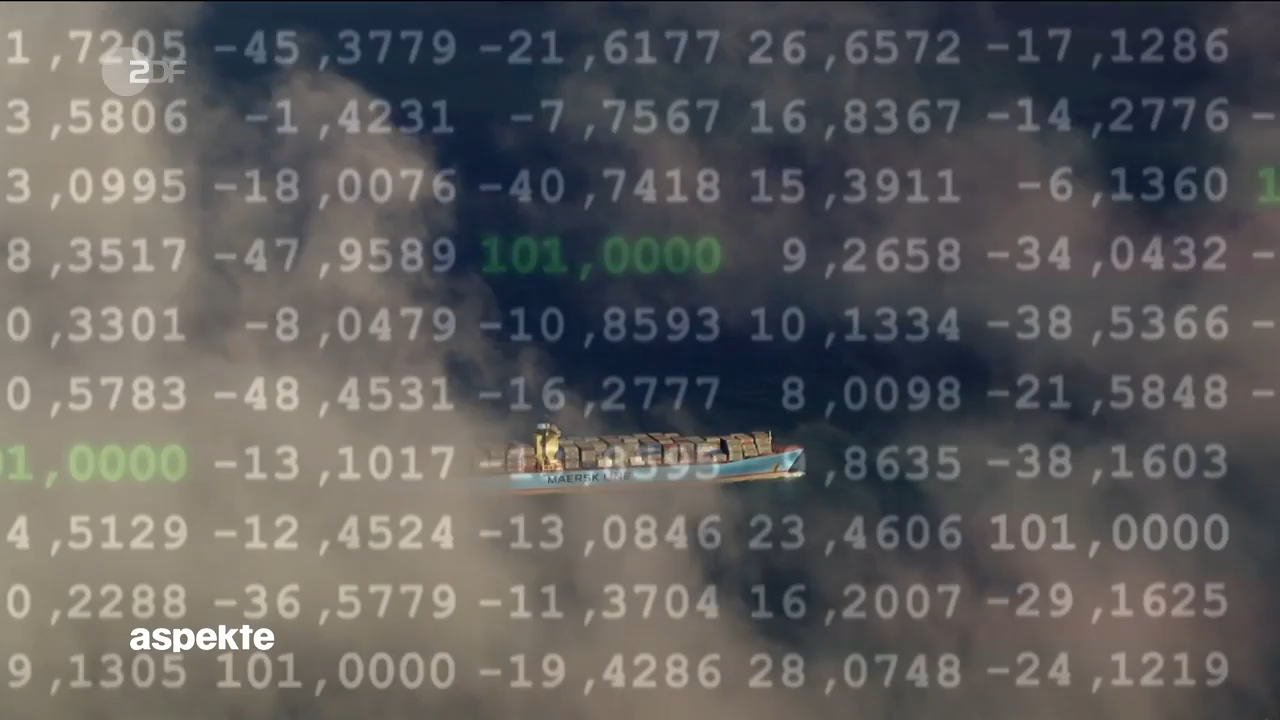 1,7205 -45,3779 -21,6177 26,6572 -17,1286
ZDF
3,5806 -1,4231 -7,7567 16,8367 -14,2776 -
3,0995 -18,0076 -40,7418 15,3911 -6,1360 1
8,3517 -47,9589 101,0000 9,2658 -34,0432 -
0,3301 -8,0479 -10,8593 10,1334 -38,5366 -
0,5783 -48,4531 -16,2777 8,0098 -21,5848 -
01,0000 -13,1017 ,8635 -38,1603
MAERSK LINE
4,5129 -12,4524 -13,0846 23,4606 101,0000
0,2288 -36,5779 -11,3704 16,2007 -29,1625
aspekte
9,1305 101,0000 -19,4286 28,0748 -24,1219